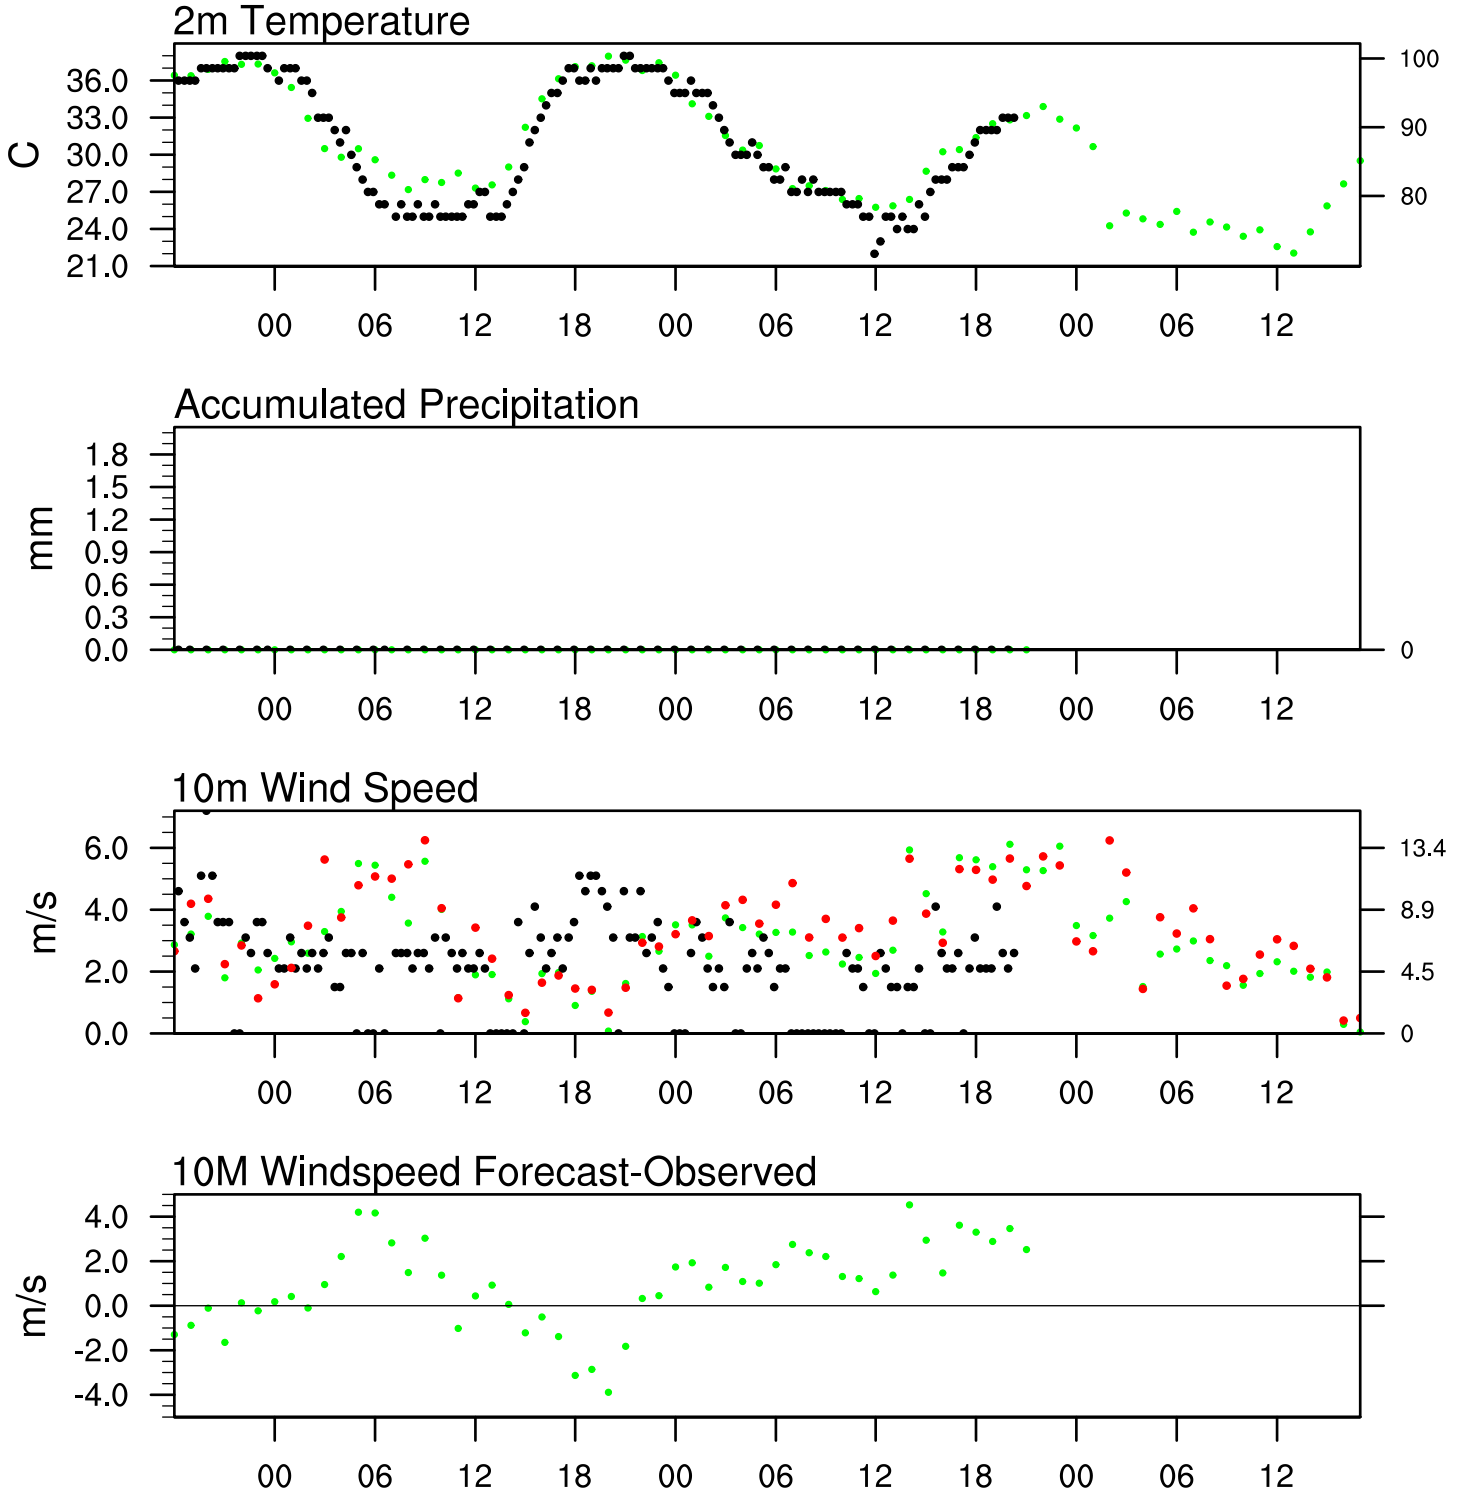 2m Temperature
C
36.0
33.0
30.0
27.0
24.0
21.0
100
90
80
00 06 12 18 00 06 12 18 00 06 12
Accumulated Precipitation
mm
1.8
1.5
1.2
0.9
0.6
0.3
0.0
0
00 06 12 18 00 06 12 18 00 06 12
10m Wind Speed
m/s
6.0
4.0
2.0
0.0
13.4
8.9
4.5
0
00 06 12 18 00 06 12 18 00 06 12
10M Windspeed Forecast-Observed
m/s
4.0
2.0
0.0
-2.0
-4.0
00 06 12 18 00 06 12 18 00 06 12